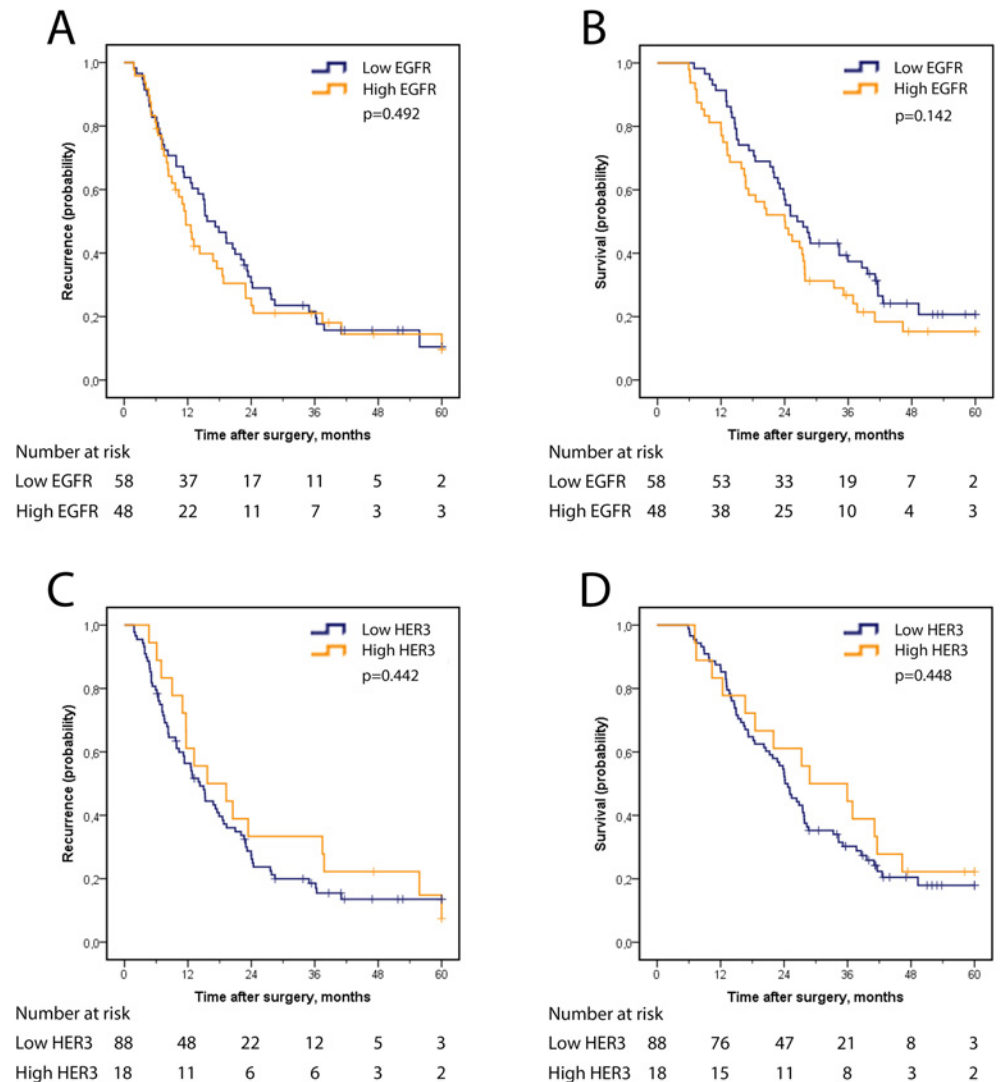 A
Low EGFR
High EGFR
p=0.492
Recurrence (probability)
1,0
0,8
0,6
0,4
0,2
0,0
0 12 24 36 48 60
Time after surgery, months
Number at risk
Low EGFR 58 37 17 11 5 2
High EGFR 48 22 11 7 3 3
B
Low EGFR
High EGFR
p=0.142
Survival (probability)
1,0
0,8
0,6
0,4
0,2
0,0
0 12 24 36 48 60
Time after surgery, months
Number at risk
Low EGFR 58 53 33 19 7 2
High EGFR 48 38 25 10 4 3
C
Low HER3
High HER3
p=0.442
Recurrence (probability)
1,0
0,8
0,6
0,4
0,2
0,0
0 12 24 36 48 60
Time after surgery, months
Number at risk
Low HER3 88 48 22 12 5 3
High HER3 18 11 6 6 3 2
D
Low HER3
High HER3
p=0.448
Survival (probability)
1,0
0,8
0,6
0,4
0,2
0,0
0 12 24 36 48 60
Time after surgery, months
Number at risk
Low HER3 88 76 47 21 8 3
High HER3 18 15 11 8 3 2